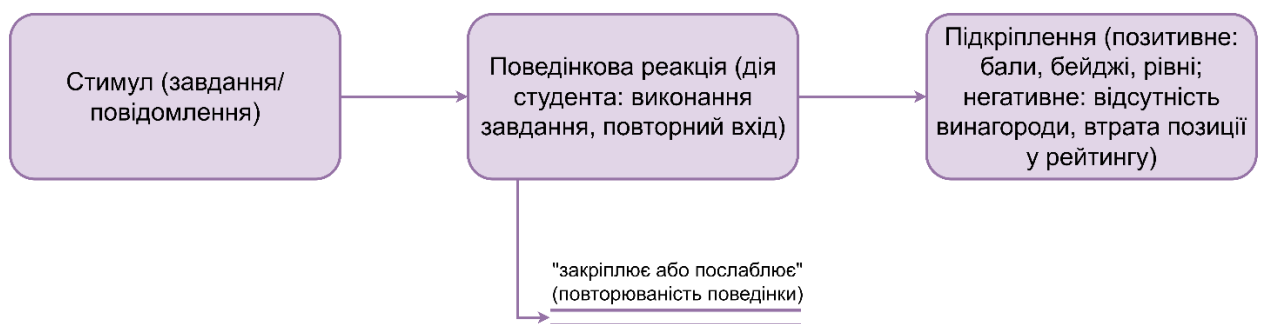 Стимул (завдання/
повідомлення)
Поведінкова реакція (дія
студента: виконання
завдання, повторний вхід)
Підкріплення (позитивне:
бали, бейджі, рівні;
негативне: відсутність
винагороди, втрата позиції
у рейтингу)
"закріплює або послаблює"
(повторюваність поведінки)